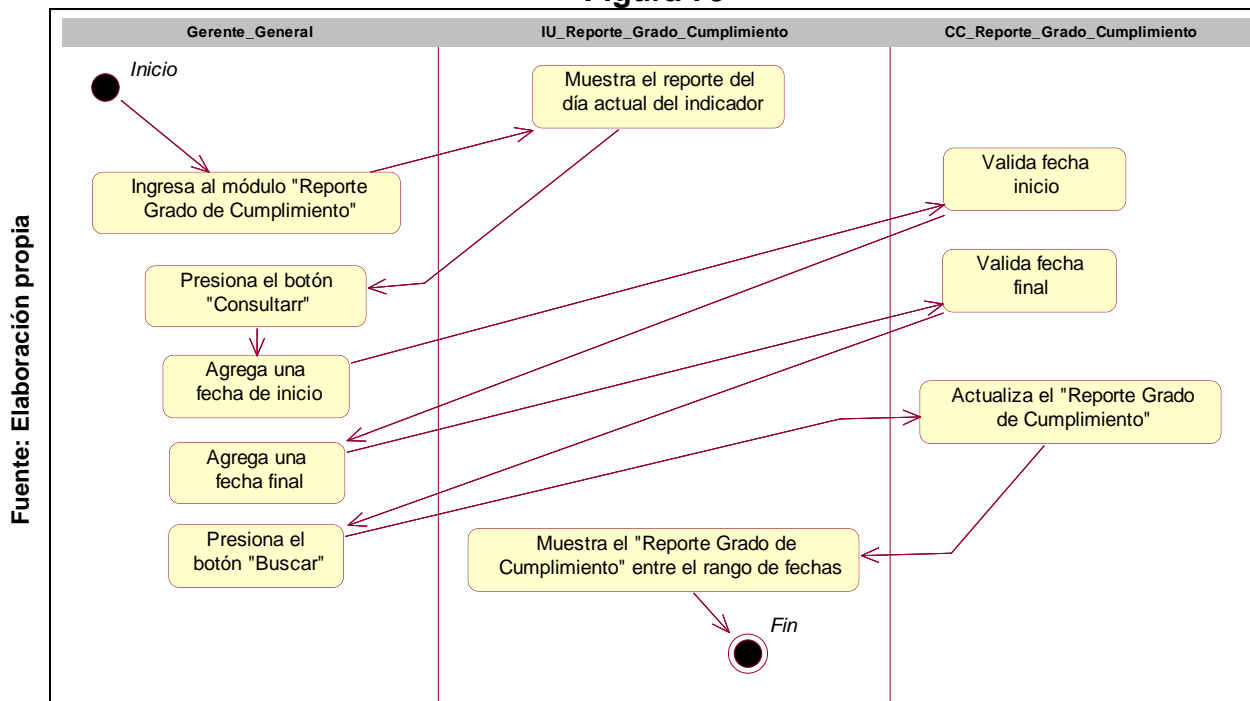 Gerente_General
IU_Reporte_Grado_Cumplimiento
CC_Reporte_Grado_Cumplimiento
Inicio
Muestra el reporte del
día actual del indicador
Ingresa al módulo "Reporte
Grado de Cumplimiento"
Valida fecha
inicio
Presiona el botón
"Consultarr"
Valida fecha
final
Agrega una
fecha de inicio
Actualiza el "Reporte Grado
de Cumplimiento"
Agrega una
fecha final
Presiona el
botón "Buscar"
Muestra el "Reporte Grado de
Cumplimiento" entre el rango de fechas
Fin
Fuente: Elaboración propia